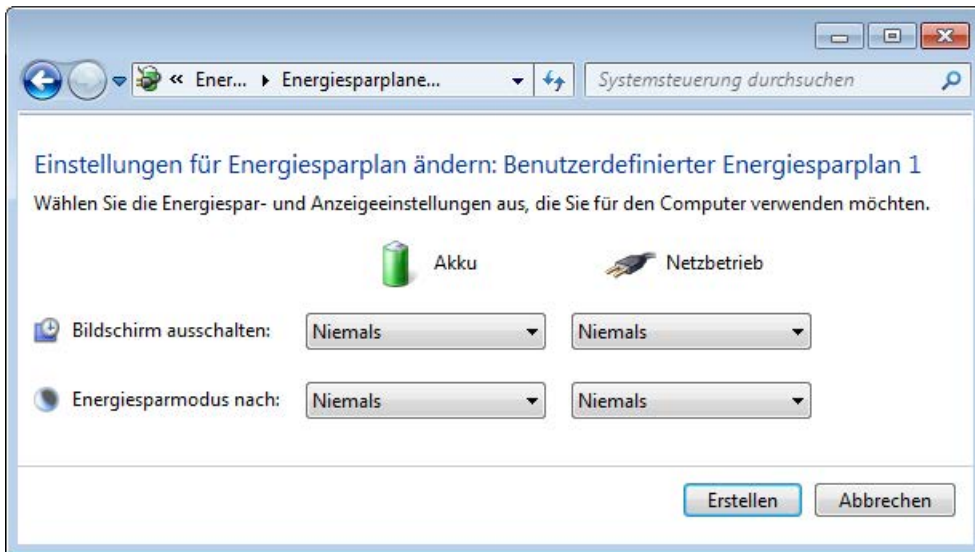 « Ener... ▸ Energiesparplane... Systemsteuerung durchsuchen
Einstellungen für Energiesparplan ändern: Benutzerdefinierter Energiesparplan 1
Wählen Sie die Energiespar- und Anzeigeeinstellungen aus, die Sie für den Computer verwenden möchten.
Akku Netzbetrieb
Bildschirm ausschalten: Niemals Niemals
Energiesparmodus nach: Niemals Niemals
Erstellen Abbrechen